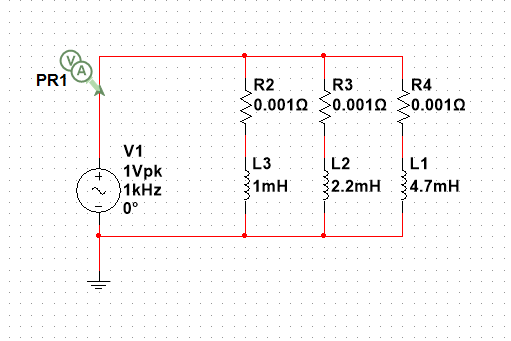 V
A
PR1
R2
0.001Ω
R3
0.001Ω
R4
0.001Ω
V1
1Vpk
1kHz
0°
L3
1mH
L2
2.2mH
L1
4.7mH